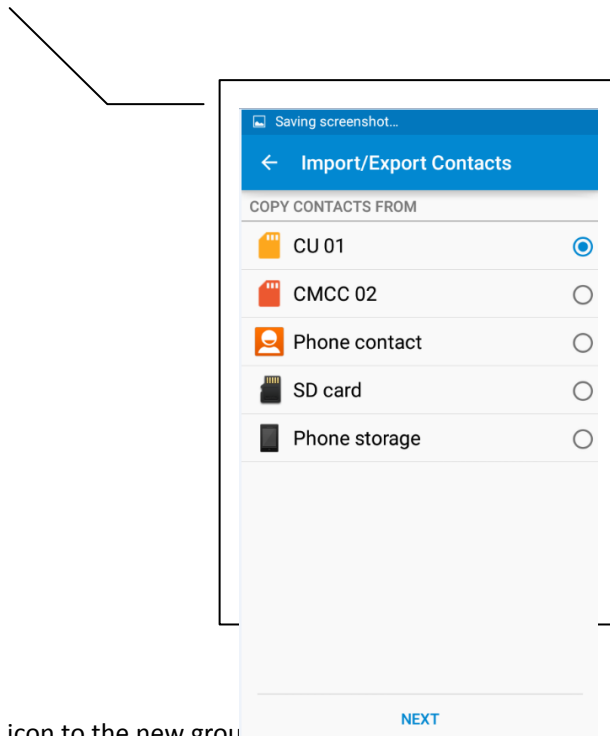 Saving screenshot…
Import/Export Contacts
COPY CONTACTS FROM
CU 01
CMCC 02
Phone contact
SD card
Phone storage
NEXT
icon to the new